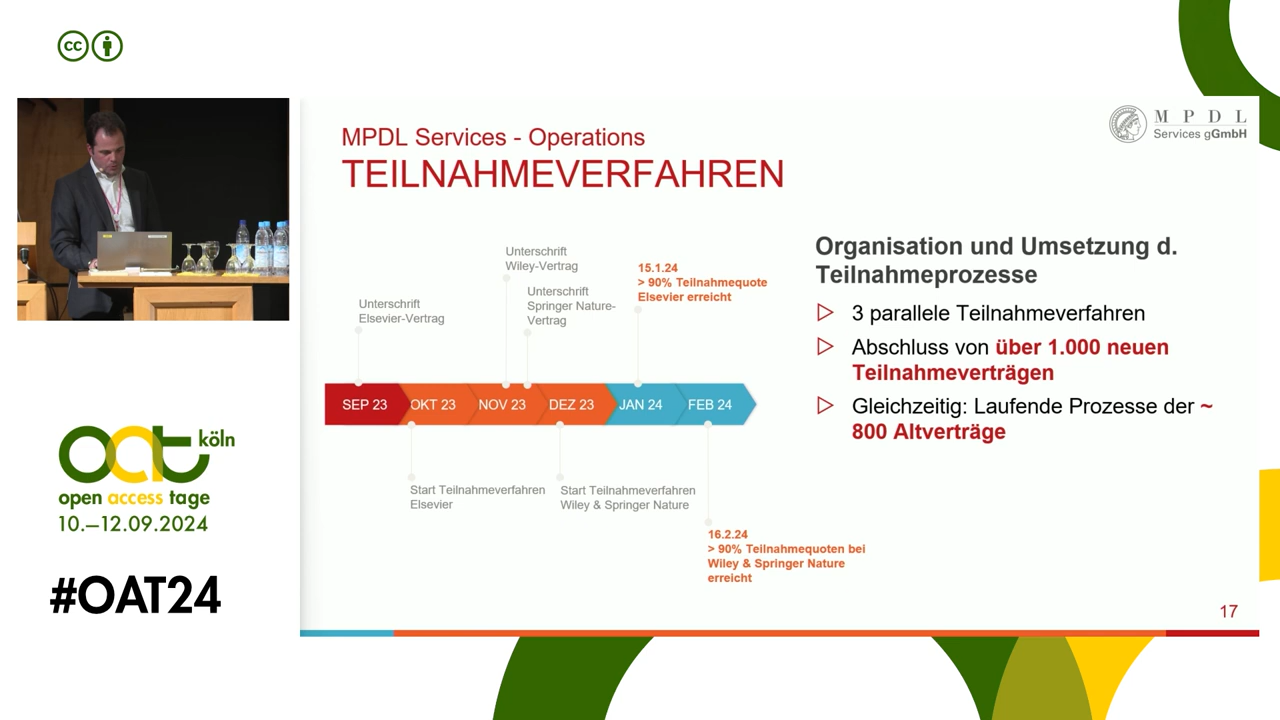 cc
MPDL
Services gGmbH
MPDL Services - Operations
TEILNAHMEVERFAHREN
Unterschrift
Elsevier-Vertrag
Unterschrift
Wiley-Vertrag
Unterschrift
Springer Nature-
Vertrag
15.1.24
> 90% Teilnahmequote
Elsevier erreicht
SEP 23
OKT 23
NOV 23
DEZ 23
JAN 24
FEB 24
Start Teilnahmeverfahren
Elsevier
Start Teilnahmeverfahren
Wiley & Springer Nature
16.2.24
> 90% Teilnahmequoten bei
Wiley & Springer Nature
erreicht
Organisation und Umsetzung d.
Teilnahmeprozesse
3 parallele Teilnahmeverfahren
Abschluss von über 1.000 neuen
Teilnahmeverträgen
Gleichzeitig: Laufende Prozesse der ~
800 Altverträge
17
oat köln
open access tage
10.–12.09.2024
#OAT24